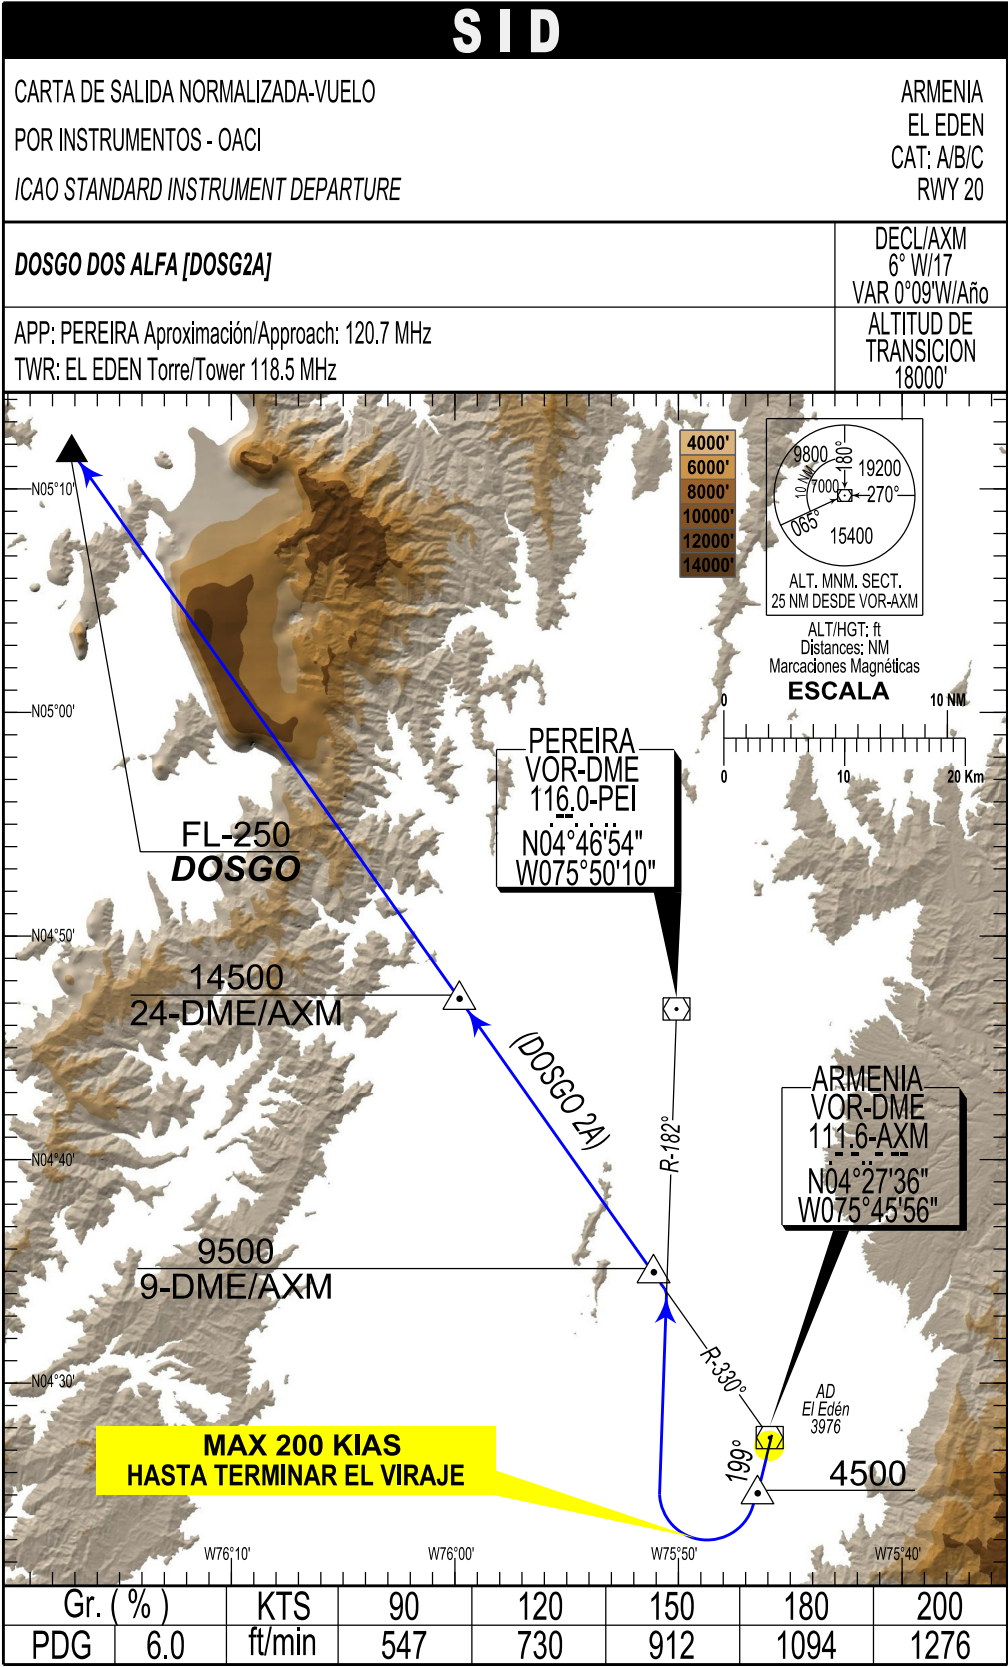 SID
CARTA DE SALIDA NORMALIZADA-VUELO
POR INSTRUMENTOS - OACI
ICAO STANDARD INSTRUMENT DEPARTURE
ARMENIA
EL EDEN
CAT: A/B/C
RWY 20
DOSGO DOS ALFA [DOSG2A]
DECL/AXM
6° W/17
VAR 0°09'W/Año
APP: PEREIRA Aproximación/Approach: 120.7 MHz
TWR: EL EDEN Torre/Tower 118.5 MHz
ALTITUD DE
TRANSICION
18000'
4000'
6000'
8000'
10000'
12000'
14000'
9800
180°
19200
10 NM
7000
270°
065°
15400
ALT. MNM. SECT.
25 NM DESDE VOR-AXM
ALT/HGT: ft
Distances: NM
Marcaciones Magnéticas
ESCALA
0 10 NM
0 10 20 Km
N05°10'
N05°00'
PEREIRA
VOR-DME
116.0-PEI
N04°46'54"
W075°50'10"
FL-250
DOSGO
N04°50'
14500
24-DME/AXM
(DOSGO 2A)
R-182°
ARMENIA
VOR-DME
111.6-AXM
N04°27'36"
W075°45'56"
N04°40'
9500
9-DME/AXM
R-330°
N04°30'
AD
El Edén
3976
MAX 200 KIAS
HASTA TERMINAR EL VIRAJE
199°
4500
W76°10' W76°00' W75°50' W75°40'
Gr. ( % ) KTS 90 120 150 180 200
PDG 6.0 ft/min 547 730 912 1094 1276